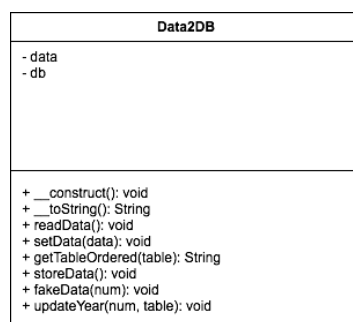 Data2DB
- data
- db
+ __construct(): void
+ __toString(): String
+ readData(): void
+ setData(data): void
+ getTableOrdered(table): String
+ storeData(): void
+ fakeData(num): void
+ updateYear(num, table): void